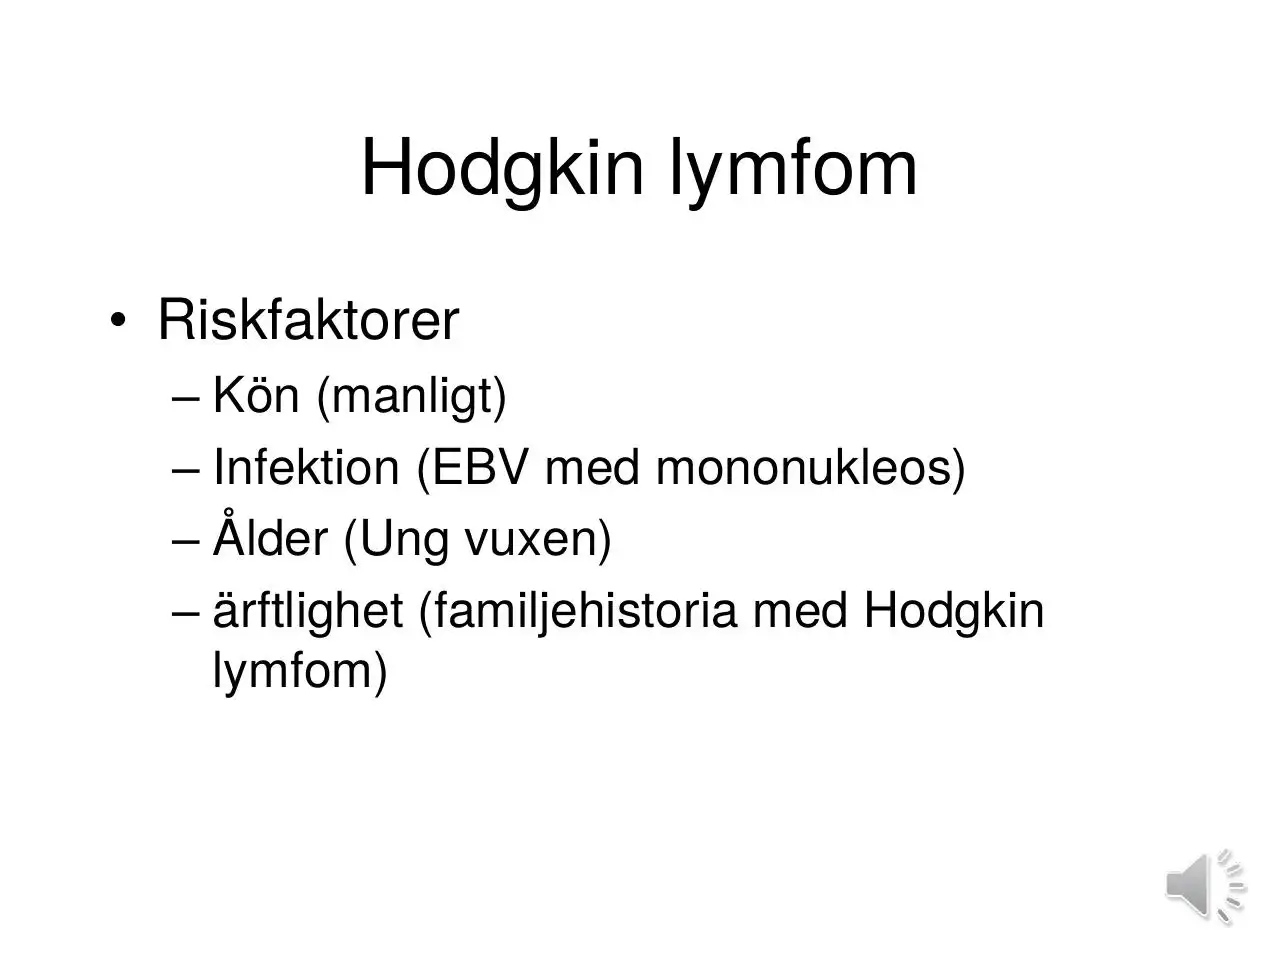 Hodgkin lymfom
• Riskfaktorer
– Kön (manligt)
– Infektion (EBV med mononukleos)
– Ålder (Ung vuxen)
– ärftlighet (familjehistoria med Hodgkin
lymfom)